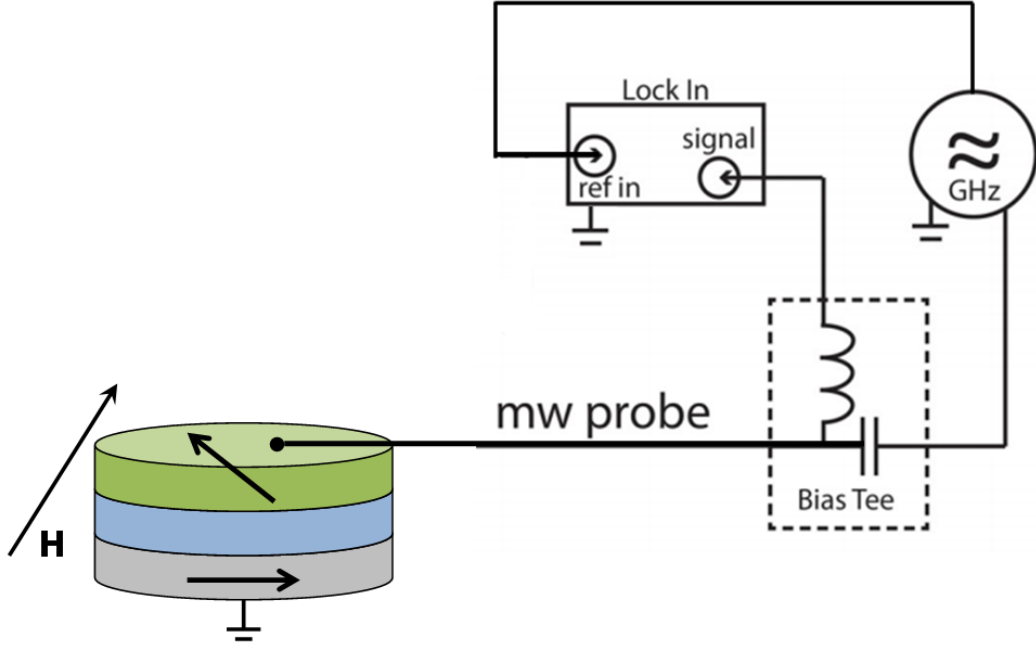 Lock In
signal
ref in
≈
GHz
mw probe
Bias Tee
H